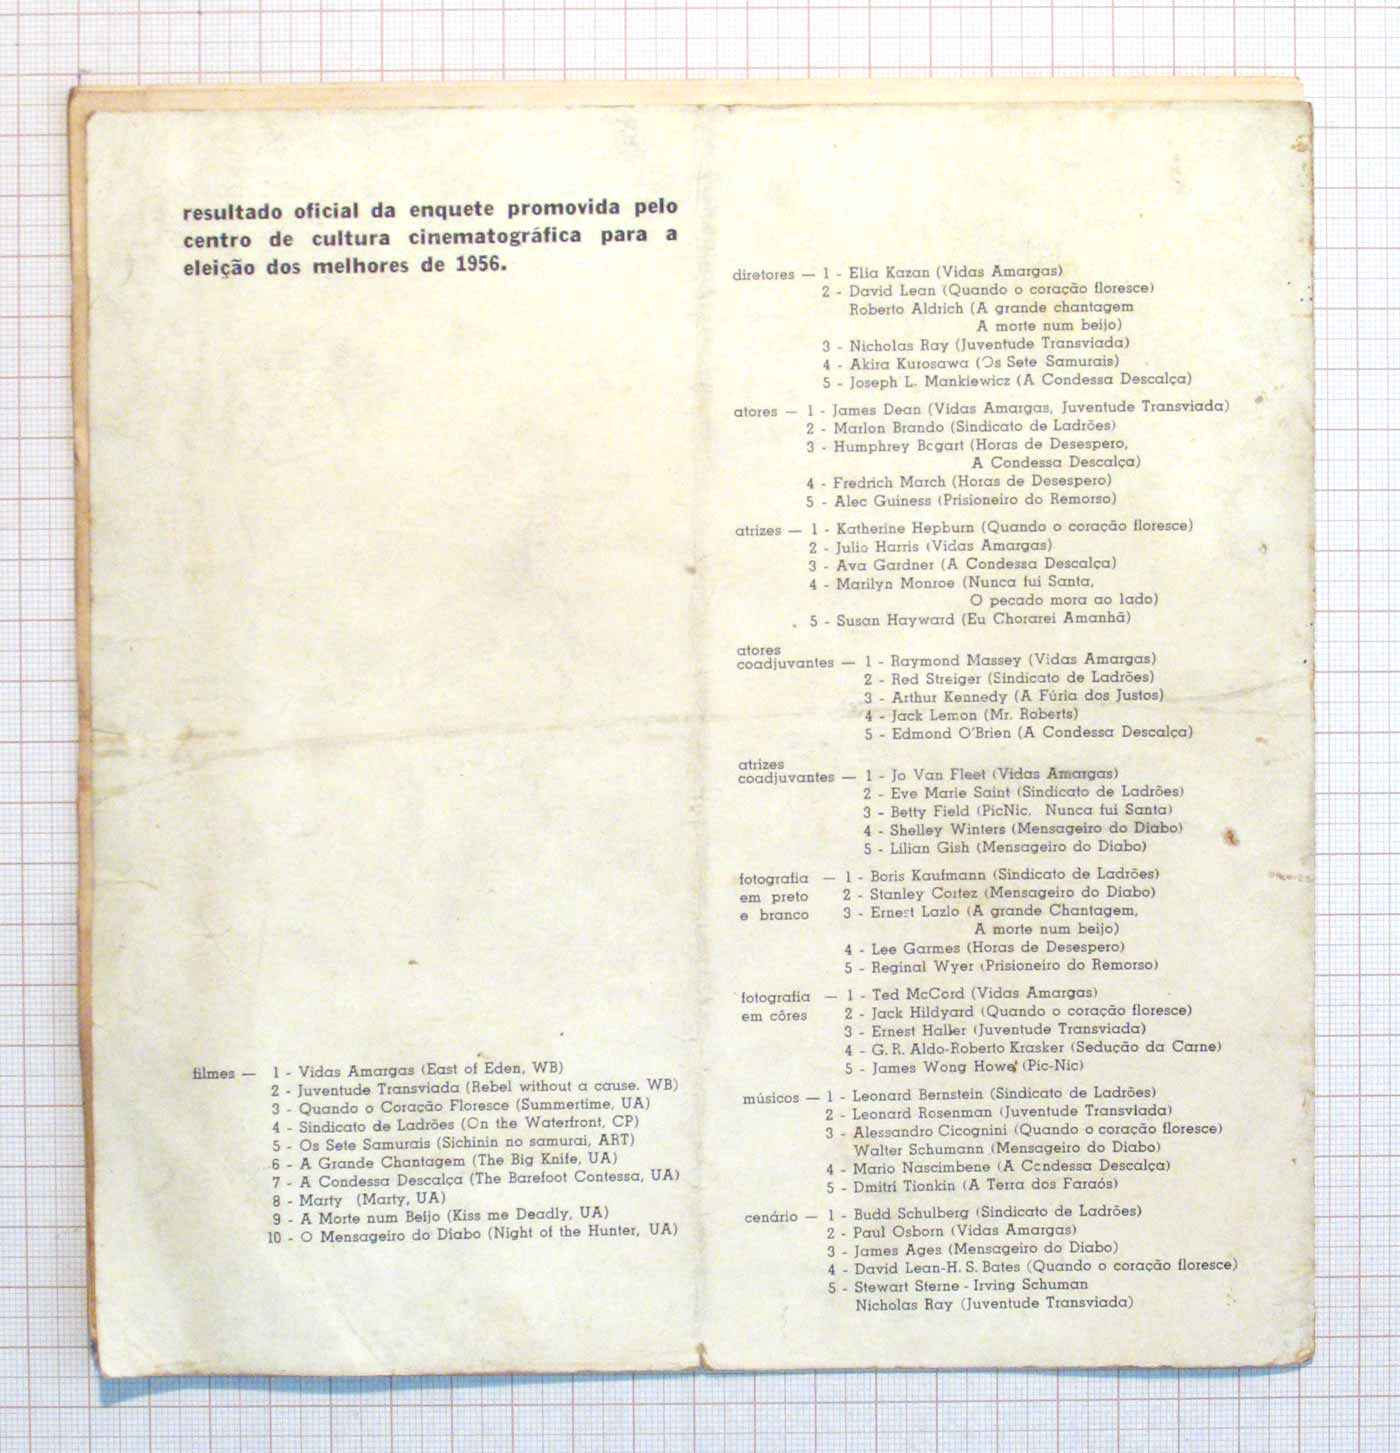 resultado oficial da enquete promovida pelo
centro de cultura cinematográfica para a
eleição dos melhores de 1956.
filmes — 1 - Vidas Amargas (East of Eden, WB)
2 - Juventude Transviada (Rebel without a cause. WB)
3 - Quando o Coração Floresce (Summertime, UA)
4 - Sindicato de Ladrões (On the Waterfront, CP)
5 - Os Sete Samurais (Sichinin no samurai, ART)
6 - A Grande Chantagem (The Big Knife, UA)
7 - A Condessa Descalça (The Barefoot Contessa, UA)
8 - Marty (Marty, UA)
9 - A Morte num Beijo (Kiss me Deadly, UA)
10 - O Mensageiro do Diabo (Night of the Hunter, UA)
diretores — 1 - Elia Kazan (Vidas Amargas)
2 - David Lean (Quando o coração floresce)
Roberto Aldrich (A grande chantagem
A morte num beijo)
3 - Nicholas Ray (Juventude Transviada)
4 - Akira Kurosawa (Os Sete Samurais)
5 - Joseph L. Mankiewicz (A Condessa Descalça)
atores — 1 - James Dean (Vidas Amargas, Juventude Transviada)
2 - Marlon Brando (Sindicato de Ladrões)
3 - Humphrey Bcgart (Horas de Desespero,
A Condessa Descalça)
4 - Fredrich March (Horas de Desespero)
5 - Alec Guiness (Prisioneiro do Remorso)
atrizes — 1 - Katherine Hepburn (Quando o coração floresce)
2 - Julio Harris (Vidas Amargas)
3 - Ava Gardner (A Condessa Descalça)
4 - Marilyn Monroe (Nunca fui Santa,
O pecado mora ao lado)
5 - Susan Hayward (Eu Chorarei Amanhã)
atores
coadjuvantes — 1 - Raymond Massey (Vidas Amargas)
2 - Red Streiger (Sindicato de Ladrões)
3 - Arthur Kennedy (A Fúria dos Justos)
4 - Jack Lemon (Mr. Roberts)
5 - Edmond O'Brien (A Condessa Descalça)
atrizes
coadjuvantes — 1 - Jo Van Fleet (Vidas Amargas)
2 - Eve Marie Saint (Sindicato de Ladrões)
3 - Betty Field (PicNic, Nunca fui Santa)
4 - Shelley Winters (Mensageiro do Diabo)
5 - Lilian Gish (Mensageiro do Diabo)
fotografia — 1 - Boris Kaufmann (Sindicato de Ladrões)
em preto 2 - Stanley Cortez (Mensageiro do Diabo)
e branco 3 - Ernest Lazlo (A grande Chantagem,
A morte num beijo)
4 - Lee Garmes (Horas de Desespero)
5 - Reginal Wyer (Prisioneiro do Remorso)
fotografia — 1 - Ted McCord (Vidas Amargas)
em côres 2 - Jack Hildyard (Quando o coração floresce)
3 - Ernest Haller (Juventude Transviada)
4 - G. R. Aldo-Roberto Krasker (Sedução da Carne)
5 - James Wong Howe (Pic-Nic)
músicos — 1 - Leonard Bernstein (Sindicato de Ladrões)
2 - Leonard Rosenman (Juventude Transviada)
3 - Alessandro Cicognini (Quando o coração floresce)
Walter Schumann (Mensageiro do Diabo)
4 - Mario Nascimbene (A Ccndessa Descalça)
5 - Dmitri Tionkin (A Terra dos Faraós)
cenário — 1 - Budd Schulberg (Sindicato de Ladrões)
2 - Paul Osborn (Vidas Amargas)
3 - James Ages (Mensageiro do Diabo)
4 - David Lean-H. S. Bates (Quando o coração floresce)
5 - Stewart Sterne - Irving Schuman
Nicholas Ray (Juventude Transviada)